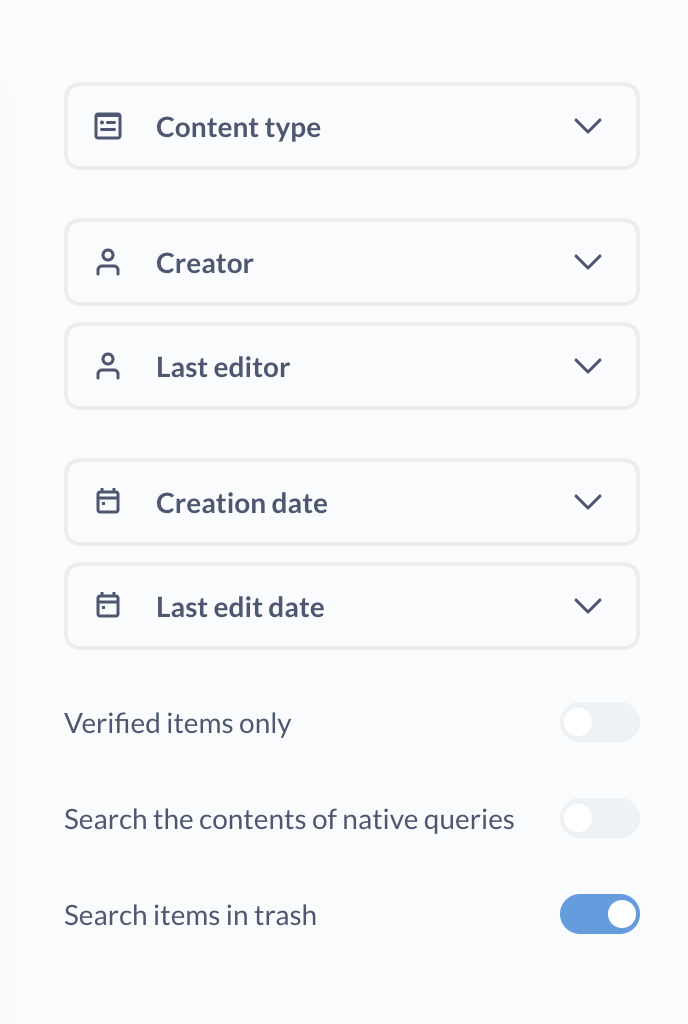 Content type
Creator
Last editor
Creation date
Last edit date
Verified items only
Search the contents of native queries
Search items in trash